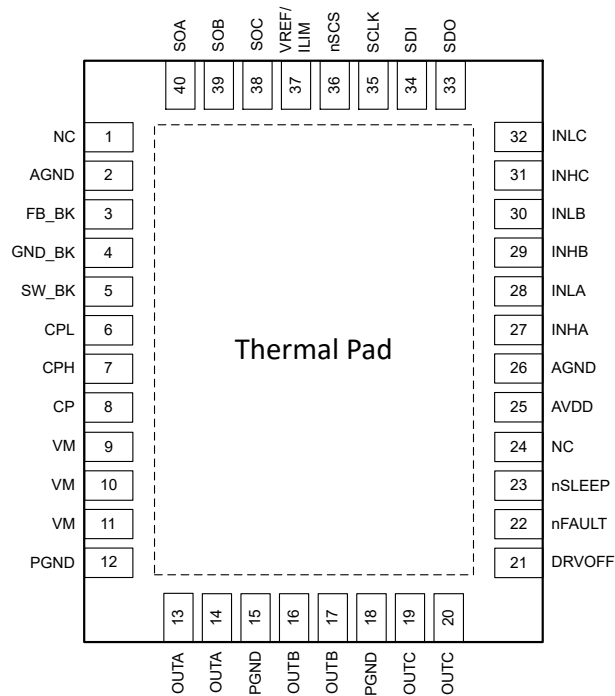 SOA
SOB
SOC
VREF/
ILIM
nSCS
SCLK
SDI
SDO
40
39
38
37
36
35
34
33
NC 1
AGND 2
FB_BK 3
GND_BK 4
SW_BK 5
CPL 6
CPH 7
CP 8
VM 9
VM 10
VM 11
PGND 12
Thermal Pad
32 INLC
31 INHC
30 INLB
29 INHB
28 INLA
27 INHA
26 AGND
25 AVDD
24 NC
23 nSLEEP
22 nFAULT
21 DRVOFF
13
14
15
16
17
18
19
20
OUTA
OUTA
PGND
OUTB
OUTB
PGND
OUTC
OUTC